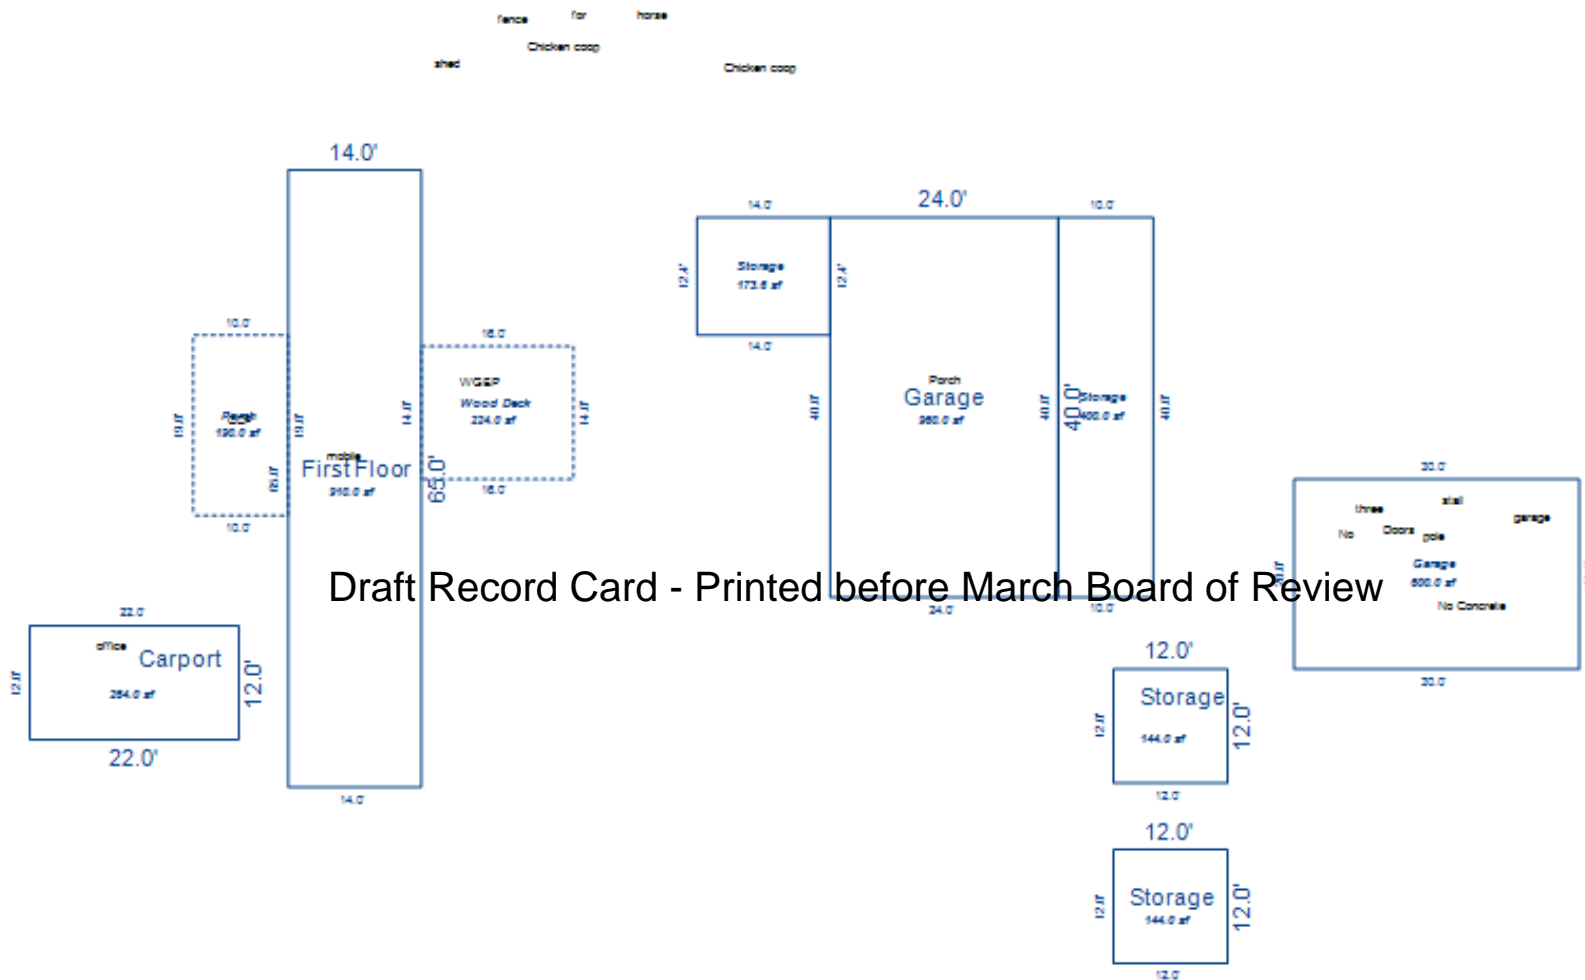 fence for horse
Chicken coop
shed
Chicken coop
14.0'
14.0'
24.0'
10.0'
12.4'
Storage
173.6 sf
12.4'
14.0'
10.0'
16.0'
WGEP
Wood Deck
224.0 sf
14.0'
14.0'
16.0'
19.0'
Porch
190.0 sf
19.0'
10.0'
mobile
First Floor
910.0 sf
65.0'
65.0'
40.0'
Porch
Garage
960.0 sf
40.0'
40.0'
Storage
400.0 sf
40.0'
24.0'
10.0'
30.0'
three stall garage
No Doors pole
Garage
600.0 sf
No Concrete
30.0'
Draft Record Card - Printed before March Board of Review
22.0'
office
Carport
12.0'
264.0 sf
12.0'
22.0'
14.0'
12.0'
Storage
12.0'
144.0 sf
12.0'
12.0'
12.0'
Storage
12.0'
144.0 sf
12.0'
12.0'